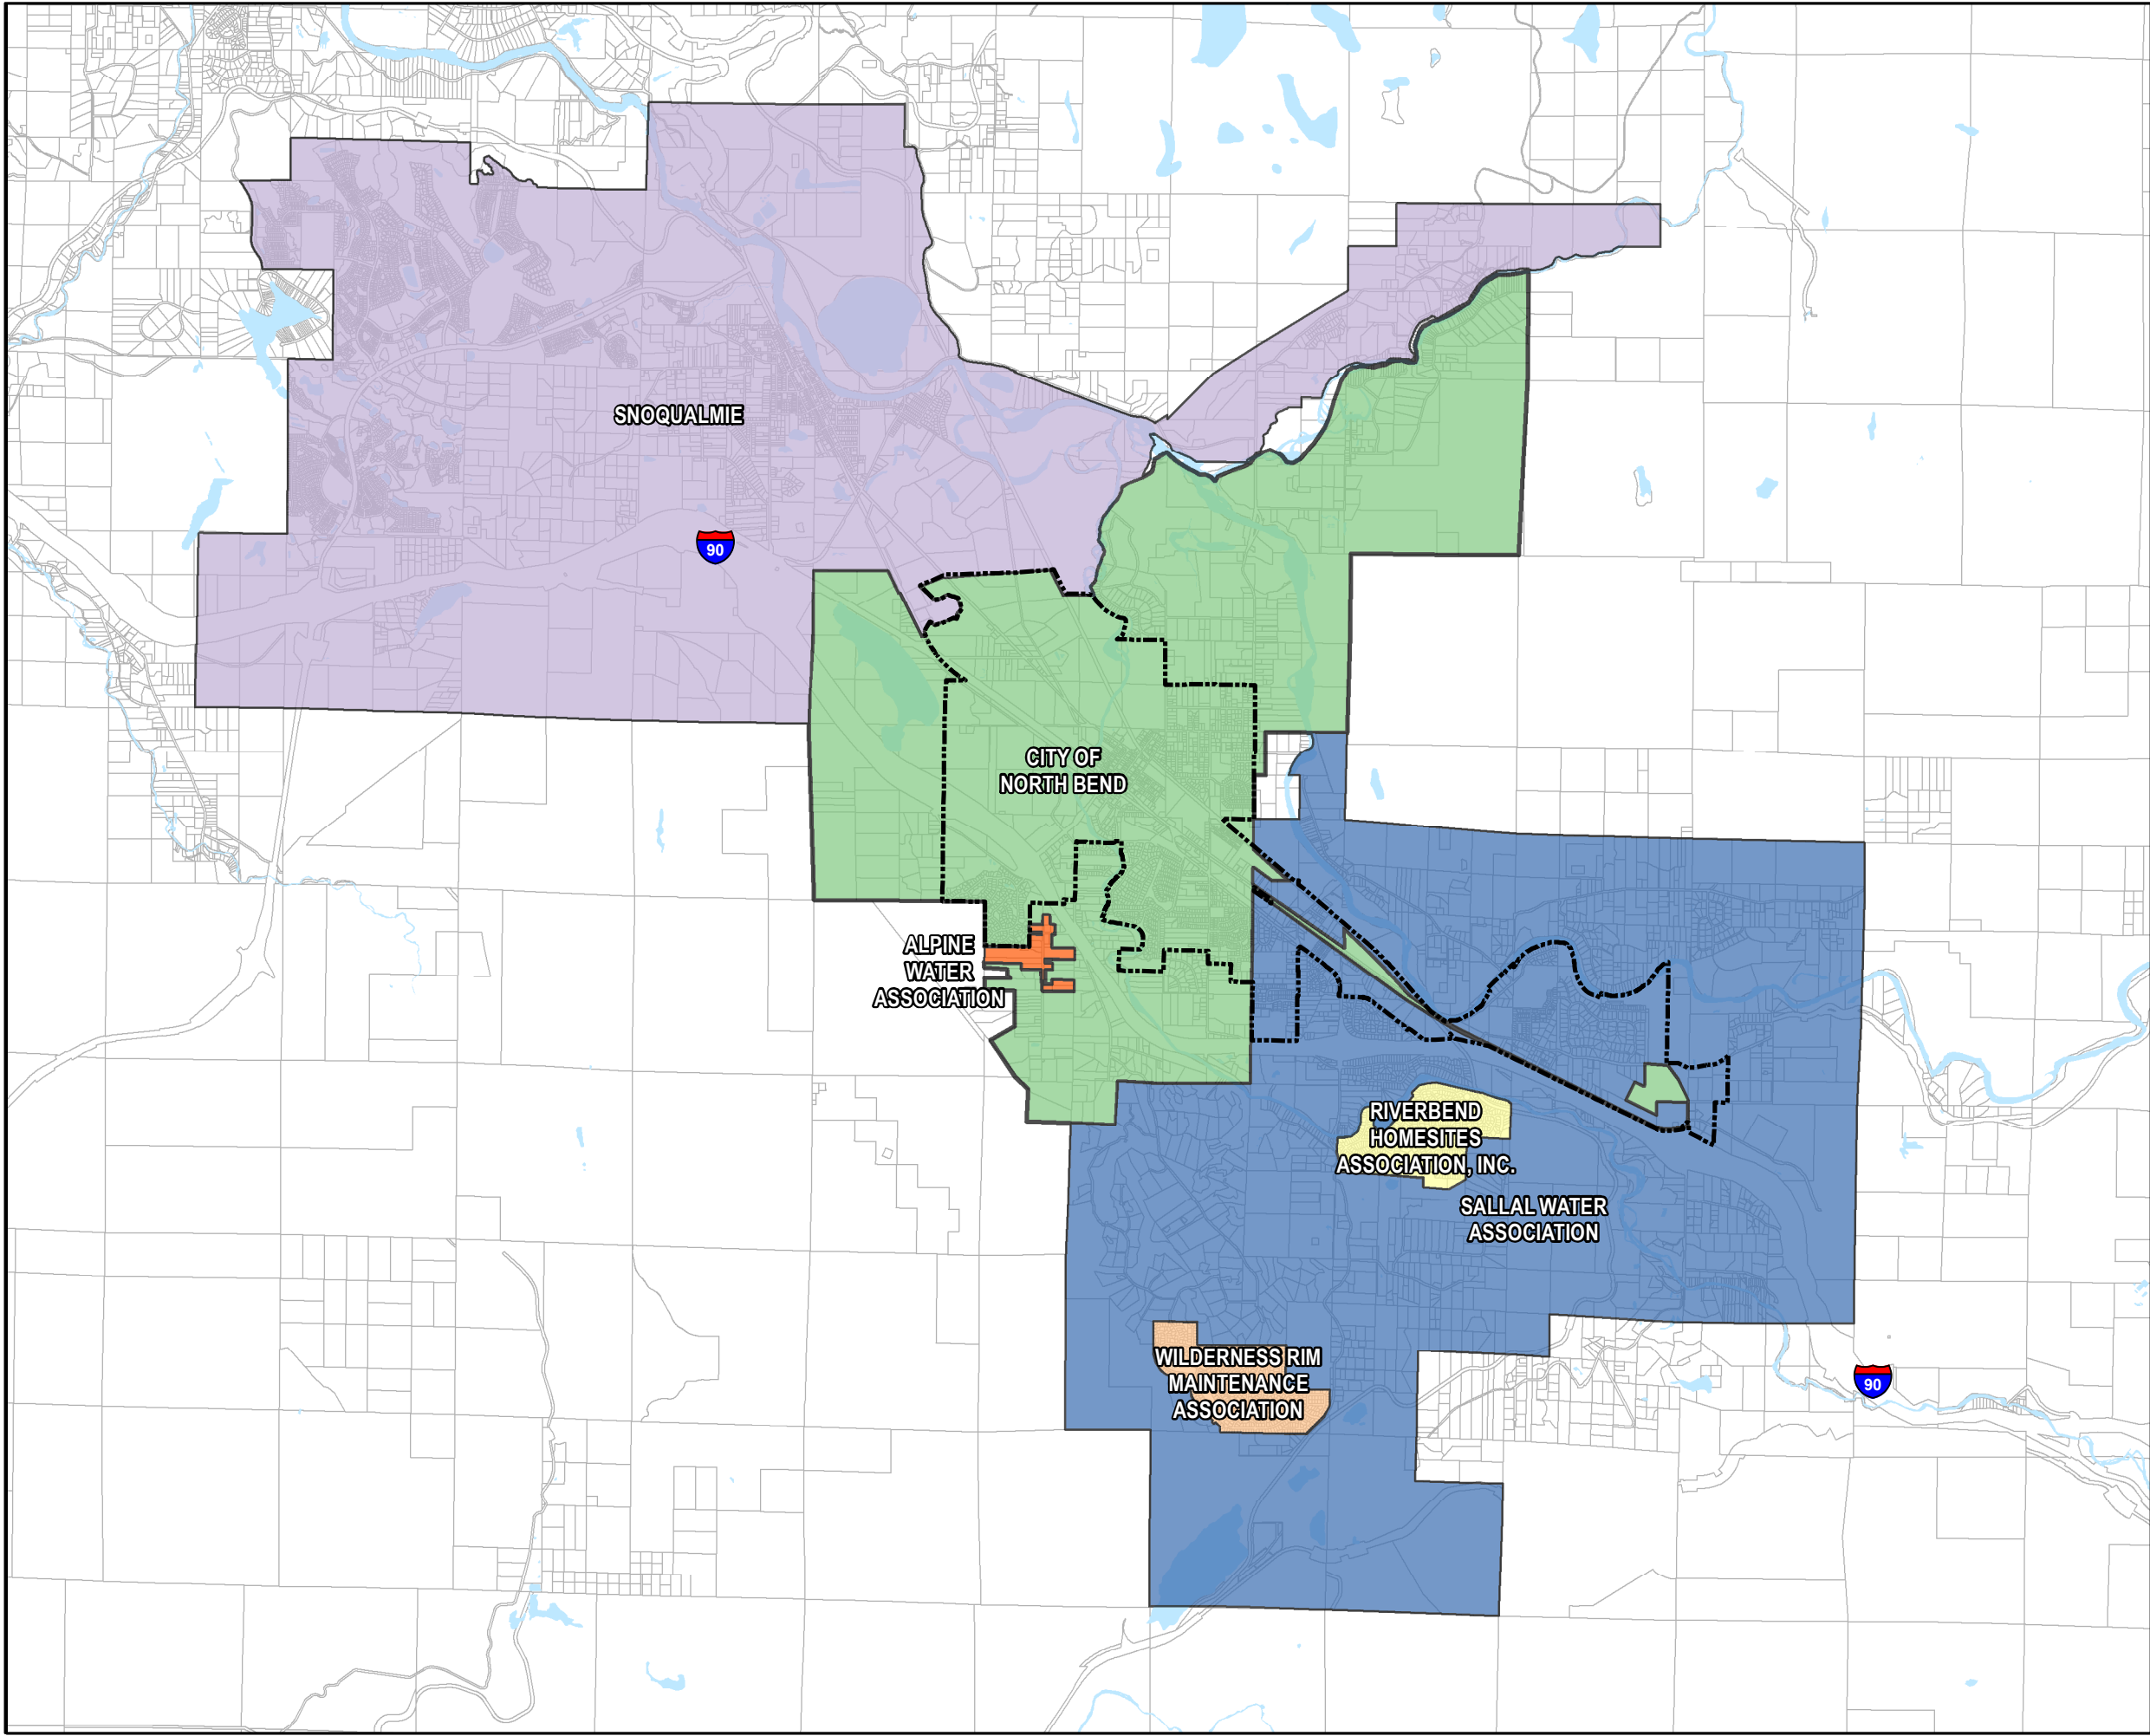 SNOQUALMIE
90
CITY OF
NORTH BEND
ALPINE
WATER
ASSOCIATION
RIVERBEND
HOMESITES
ASSOCIATION, INC.
SALLAL WATER
ASSOCIATION
WILDERNESS RIM
MAINTENANCE
ASSOCIATION
90